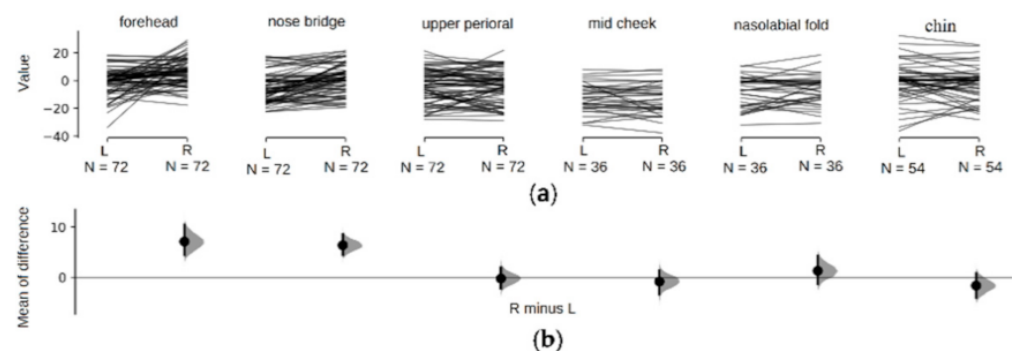 forehead nose bridge upper perioral mid cheek nasolabial fold chin
Value
20
0
−20
−40
L R L R L R L R L R L R
N = 72 N = 72 N = 72 N = 72 N = 72 N = 72 N = 36 N = 36 N = 36 N = 36 N = 54 N = 54
(a)
Mean of difference
10
0
R minus L
(b)